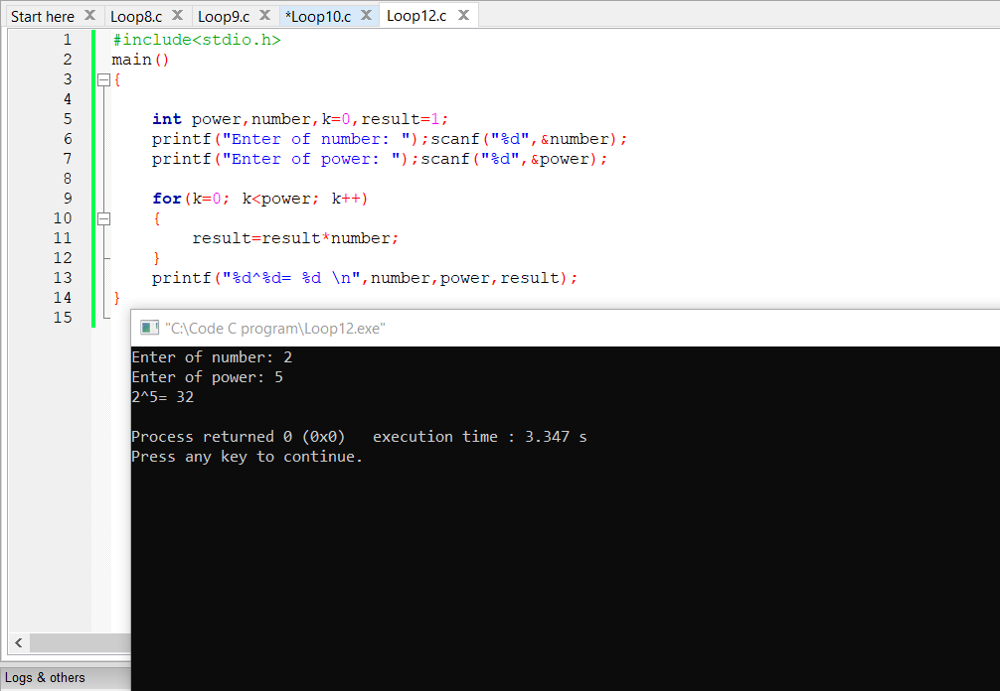 Start here X Loop8.c X Loop9.c X *Loop10.c X Loop12.c X
1 #include<stdio.h>
2 main()
3 {
4
5 int power,number,k=0,result=1;
6 printf("Enter of number: ");scanf("%d",&number);
7 printf("Enter of power: ");scanf("%d",&power);
8
9 for(k=0; k<power; k++)
10 {
11 result=result*number;
12 }
13 printf("%d^%d= %d \n",number,power,result);
14 }
15
"C:\Code C program\Loop12.exe"
Enter of number: 2
Enter of power: 5
2^5= 32
Process returned 0 (0x0)   execution time : 3.347 s
Press any key to continue.
Logs & others